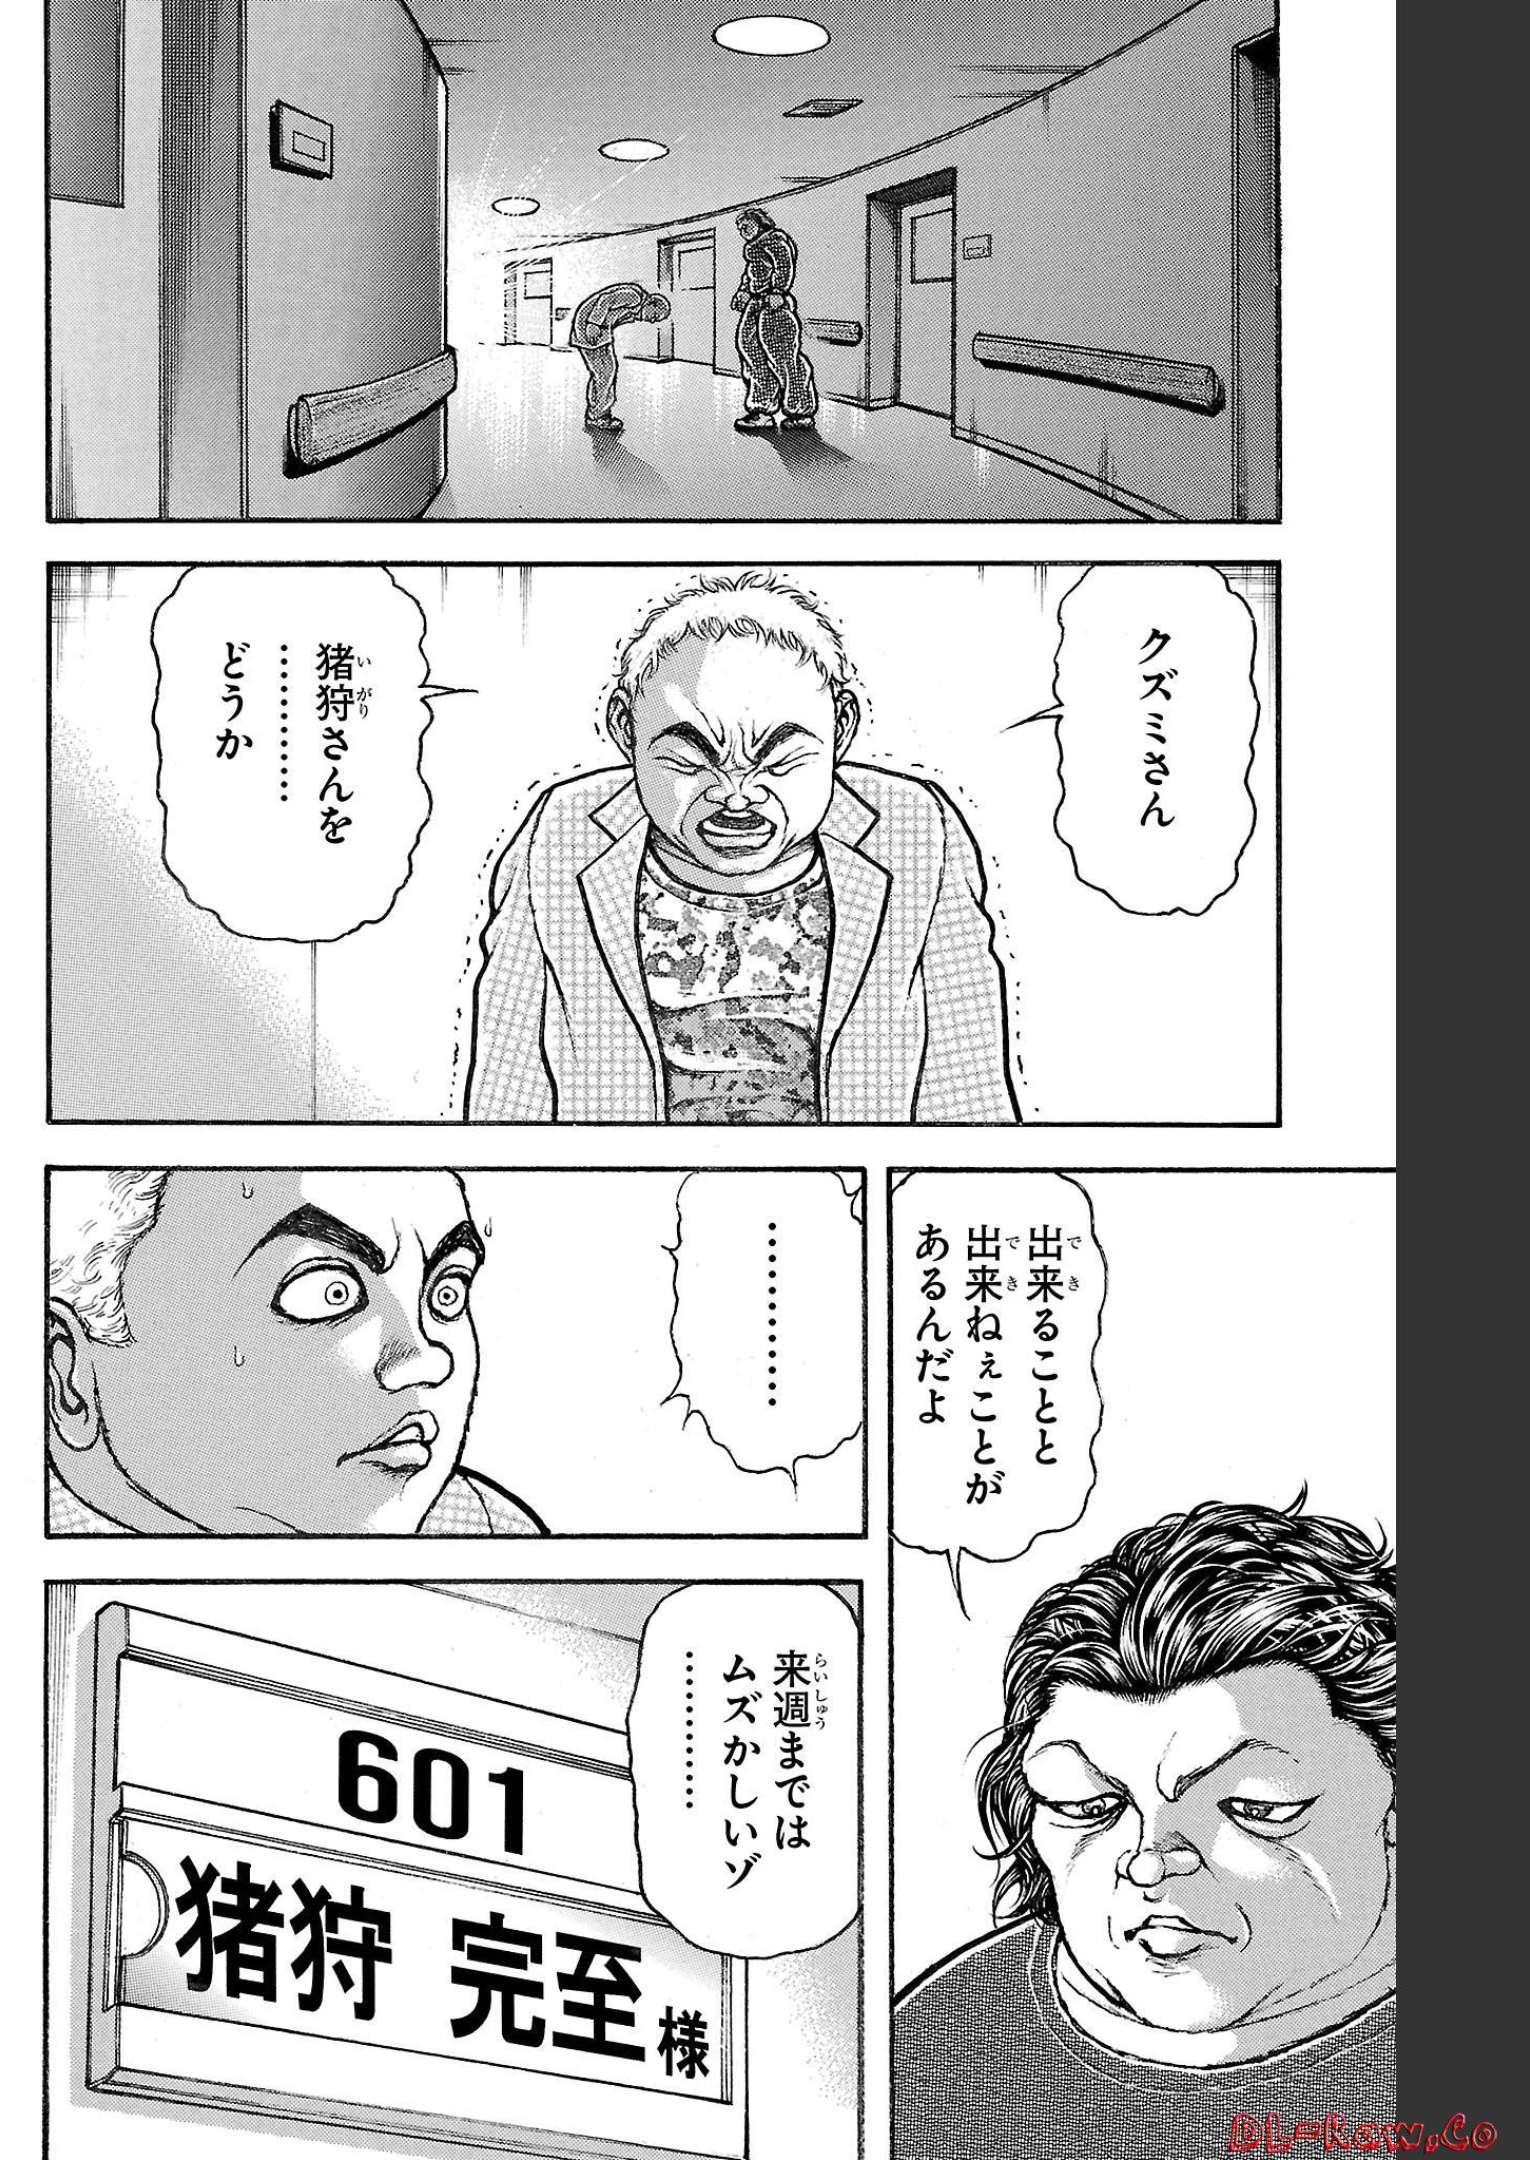 クズミさん
猪狩さんを
…………
どうか
出来ることと
出来ねぇことが
あるんだよ
…………
来週までは
ムズかしいゾ
…………
601
猪狩 完至 様
DL-Raw.Co